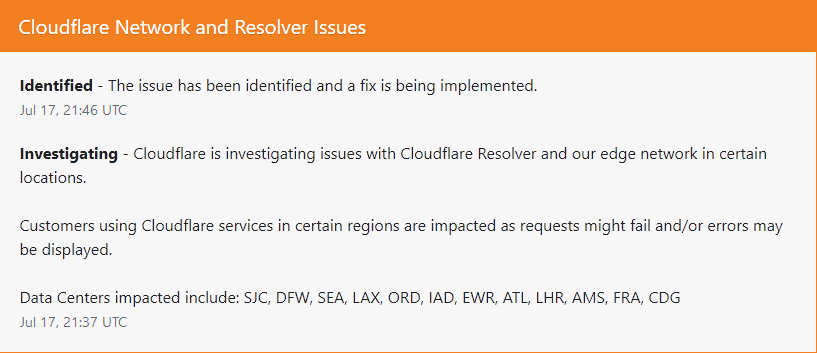 Cloudflare Network and Resolver Issues
Identified - The issue has been identified and a fix is being implemented.
Jul 17, 21:46 UTC
Investigating - Cloudflare is investigating issues with Cloudflare Resolver and our edge network in certain
locations.
Customers using Cloudflare services in certain regions are impacted as requests might fail and/or errors may
be displayed.
Data Centers impacted include: SJC, DFW, SEA, LAX, ORD, IAD, EWR, ATL, LHR, AMS, FRA, CDG
Jul 17, 21:37 UTC